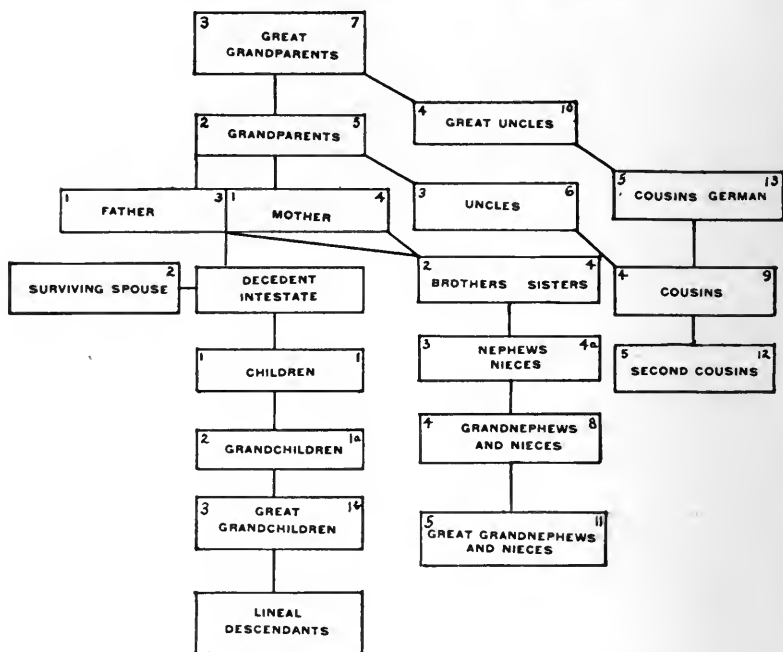 3 7
GREAT
GRANDPARENTS
4 10
GREAT UNCLES
2 5
GRANDPARENTS
5 13
COUSINS GERMAN
1 3
FATHER
1 4
MOTHER
3 6
UNCLES
2
SURVIVING SPOUSE
DECEDENT
INTESTATE
2 4
BROTHERS SISTERS
4 9
COUSINS
3 4a
NEPHEWS
NIECES
5 12
SECOND COUSINS
1 1
CHILDREN
2 1a
GRANDCHILDREN
4 8
GRANDNEPHEWS
AND NIECES
3 1b
GREAT
GRANDCHILDREN
5 11
GREAT GRANDNEPHEWS
AND NIECES
LINEAL
DESCENDANTS